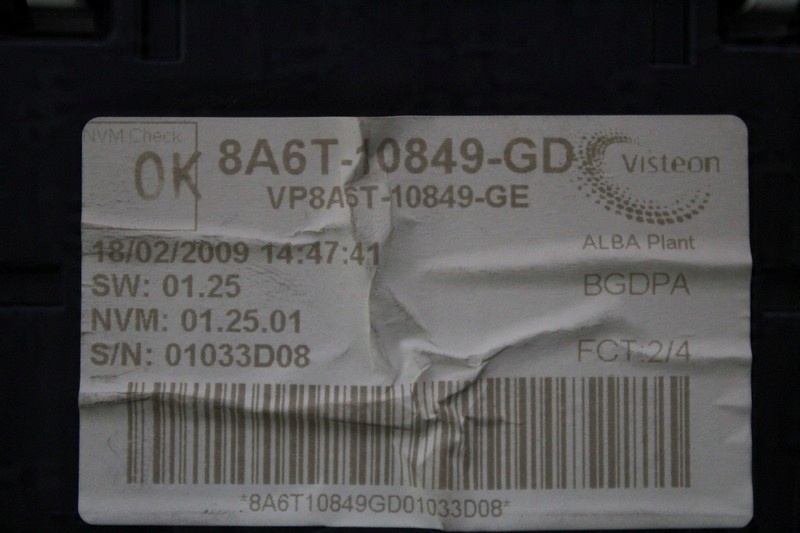 NVM Check
OK
8A6T-10849-GD
VP8A6T-10849-GE
Visteon
ALBA Plant
18/02/2009 14:47:41
SW: 01.25
BGDPA
NVM: 01.25.01
S/N: 01033D08
FCT:2/4
*8A6T10849GD01033D08*